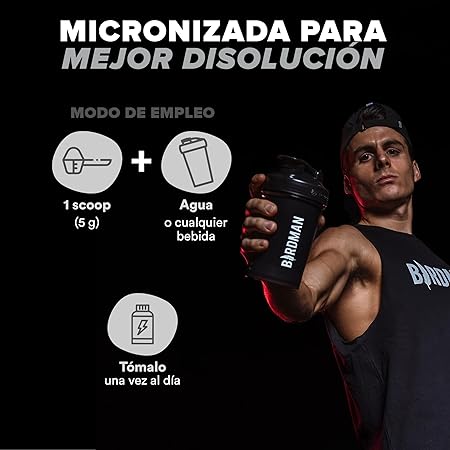 MICRONIZADA PARA
MEJOR DISOLUCIÓN
MODO DE EMPLEO
+
1 scoop
(5 g)
Agua
o cualquier
bebida
BIRDMAN
BIRDMAN
Tómalo
una vez al día